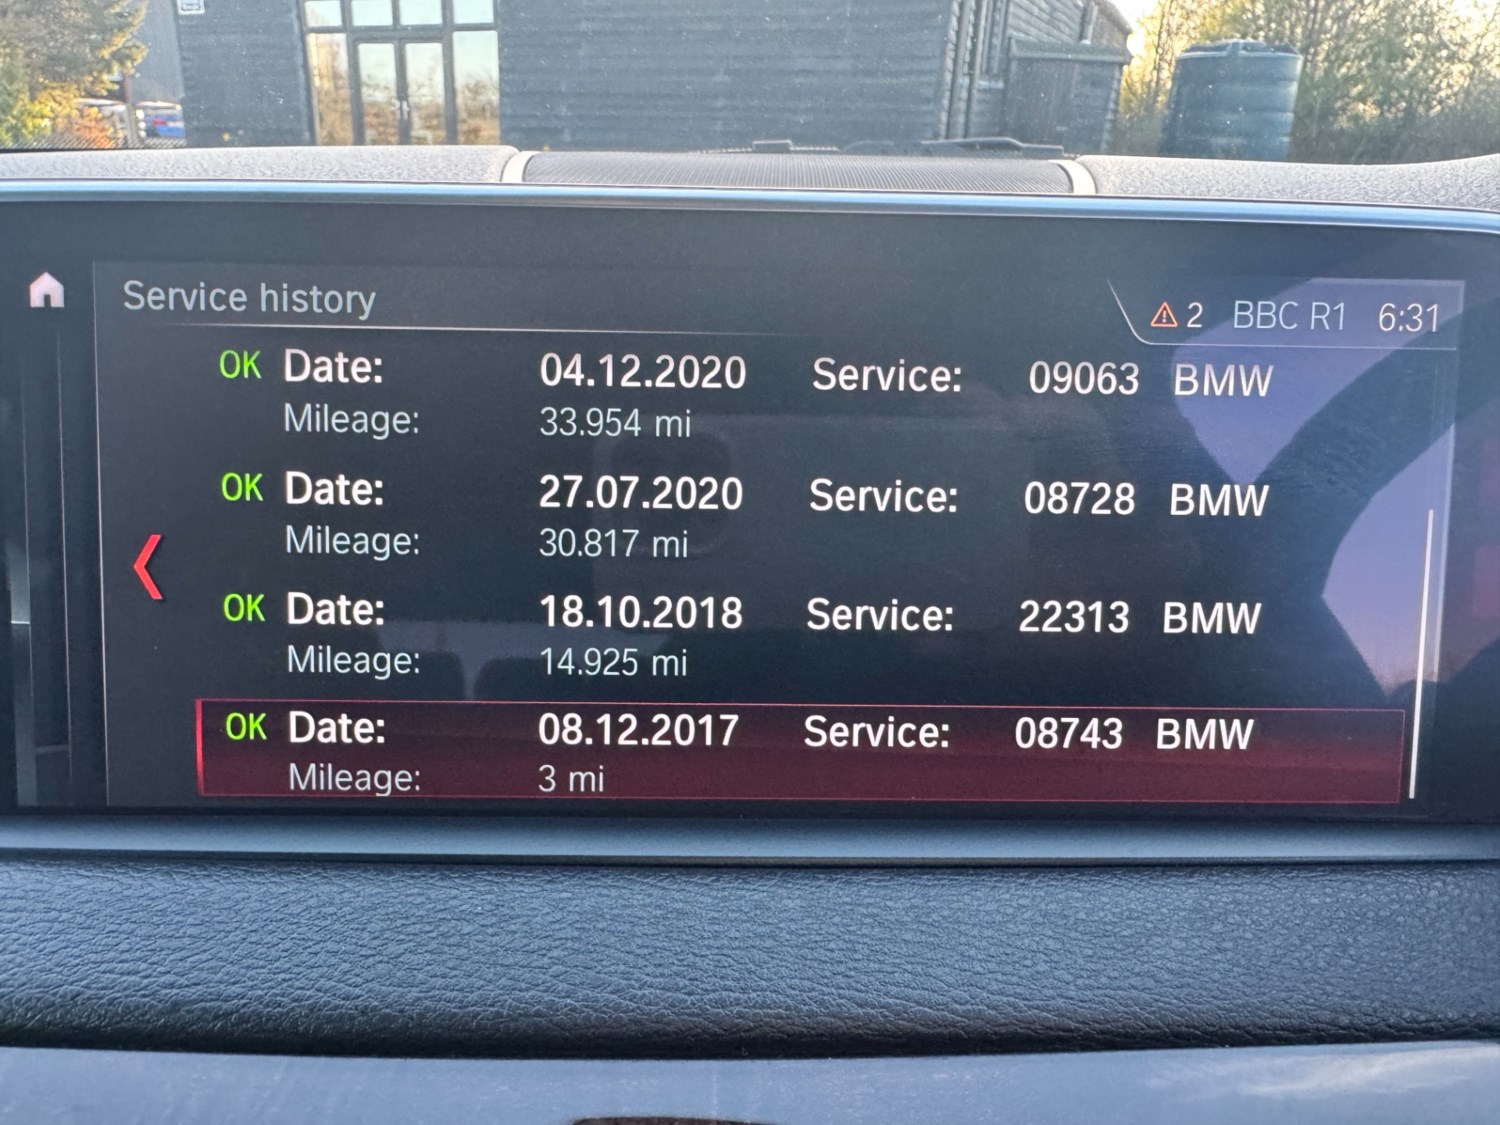 Service history
2 BBC R1 6:31
OK Date: 04.12.2020 Service: 09063 BMW
Mileage: 33.954 mi
OK Date: 27.07.2020 Service: 08728 BMW
Mileage: 30.817 mi
OK Date: 18.10.2018 Service: 22313 BMW
Mileage: 14.925 mi
OK Date: 08.12.2017 Service: 08743 BMW
Mileage: 3 mi